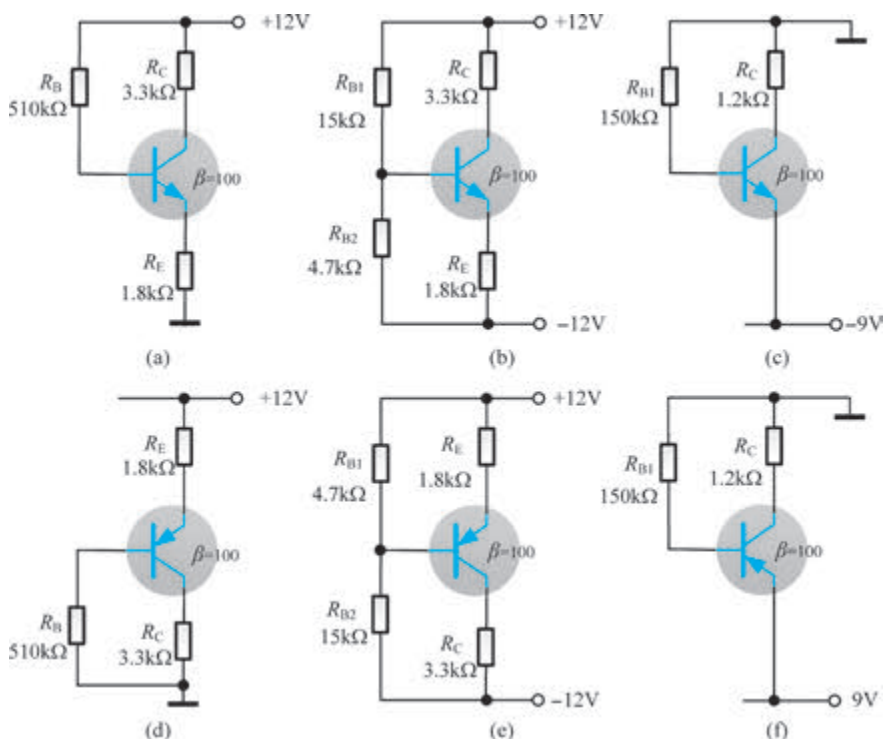 +12V
R_B
510kΩ
R_C
3.3kΩ
β=100
R_E
1.8kΩ
(a)
+12V
R_B1
15kΩ
R_C
3.3kΩ
β=100
R_B2
4.7kΩ
R_E
1.8kΩ
−12V
(b)
R_B1
150kΩ
R_C
1.2kΩ
β=100
−9V
(c)
+12V
R_E
1.8kΩ
β=100
R_B
510kΩ
R_C
3.3kΩ
(d)
+12V
R_B1
4.7kΩ
R_E
1.8kΩ
β=100
R_B2
15kΩ
R_C
3.3kΩ
−12V
(e)
R_B1
150kΩ
R_C
1.2kΩ
β=100
9V
(f)